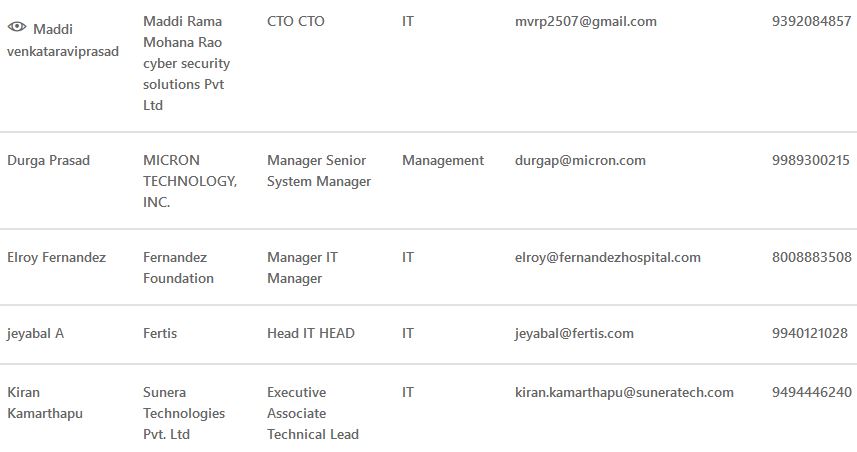 Maddi venkataraviprasad
Maddi Rama Mohana Rao cyber security solutions Pvt Ltd
CTO CTO
IT
mvrp2507@gmail.com
9392084857
Durga Prasad
MICRON TECHNOLOGY, INC.
Manager Senior System Manager
Management
durgap@micron.com
9989300215
Elroy Fernandez
Fernandez Foundation
Manager IT Manager
IT
elroy@fernandezhospital.com
8008883508
jeyabal A
Fertis
Head IT HEAD
IT
jeyabal@fertis.com
9940121028
Kiran Kamarthapu
Sunera Technologies Pvt. Ltd
Executive Associate Technical Lead
IT
kiran.kamarthapu@suneratech.com
9494446240